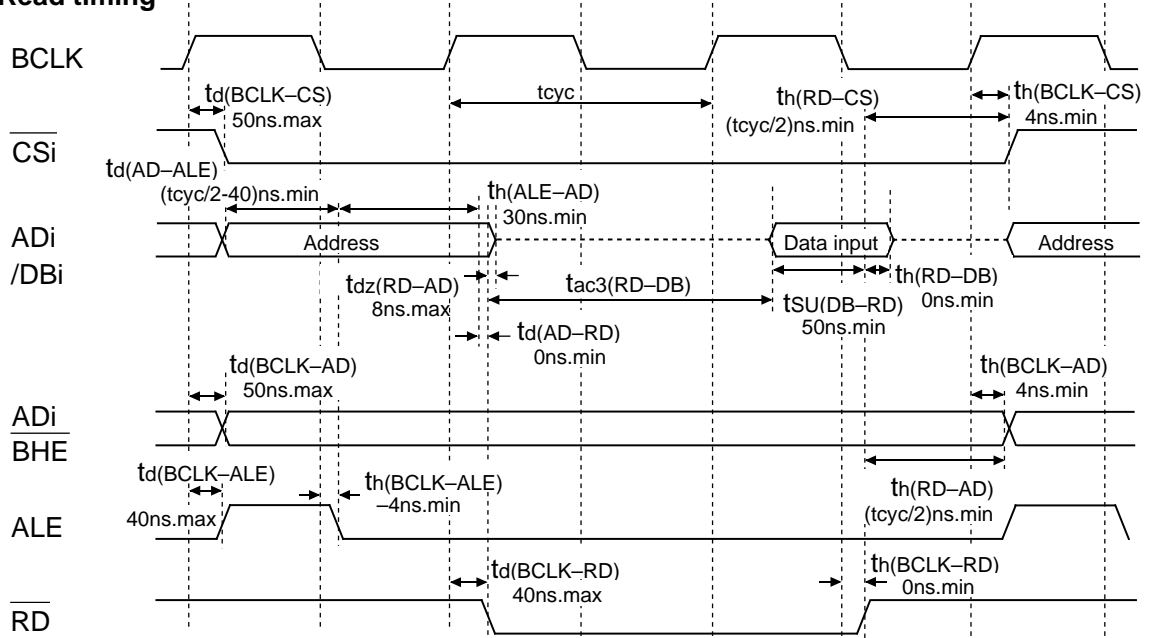 Read timing
BCLK
td(BCLK–CS)
50ns.max
tcyc
th(RD–CS)
(tcyc/2)ns.min
th(BCLK–CS)
4ns.min
CSi
td(AD–ALE)
(tcyc/2-40)ns.min
th(ALE–AD)
30ns.min
ADi
/DBi
Address
Data input
Address
tdz(RD–AD)
8ns.max
tac3(RD–DB)
th(RD–DB)
0ns.min
tSU(DB–RD)
50ns.min
td(AD–RD)
0ns.min
td(BCLK–AD)
50ns.max
th(BCLK–AD)
4ns.min
ADi
BHE
td(BCLK–ALE)
40ns.max
th(BCLK–ALE)
–4ns.min
th(RD–AD)
(tcyc/2)ns.min
ALE
td(BCLK–RD)
40ns.max
th(BCLK–RD)
0ns.min
RD